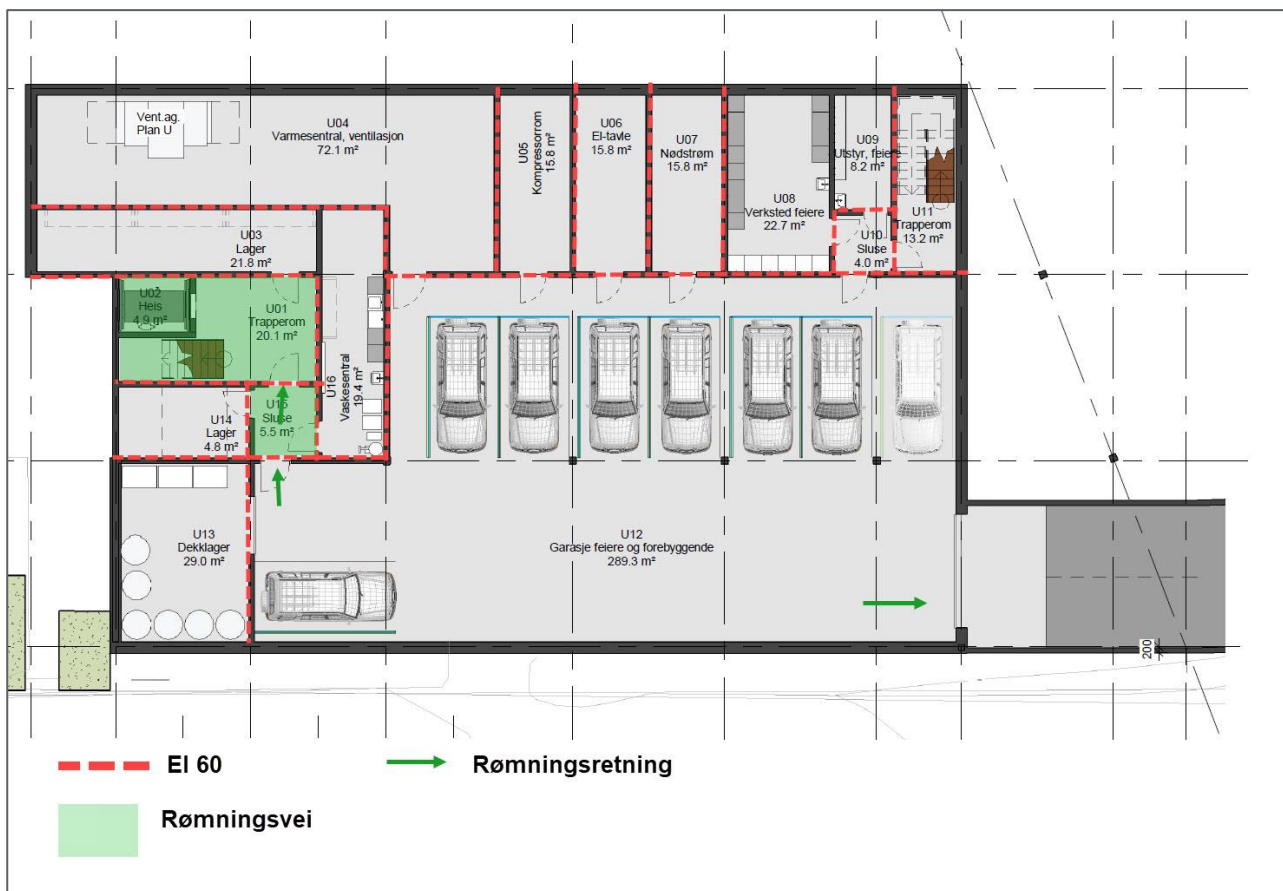 Vent.ag.
Plan U
U04
Varmesentral, ventilasjon
72.1 m²
U05
Kompressorrom
15.8 m²
U06
El-tavle
15.8 m²
U07
Nødstrøm
15.8 m²
U08
Verksted feiere
22.7 m²
U09
Utstyr, feiere
8.2 m²
U10
Sluse
4.0 m²
U11
Trapperom
13.2 m²
U03
Lager
21.8 m²
U02
Heis
4.9 m²
U01
Trapperom
20.1 m²
U16
Vaskesentral
19.4 m²
U14
Lager
4.8 m²
U15
Sluse
5.5 m²
U13
Dekklager
29.0 m²
U12
Garasje feiere og forebyggende
289.3 m²
200
EI 60
Rømningsretning
Rømningsvei